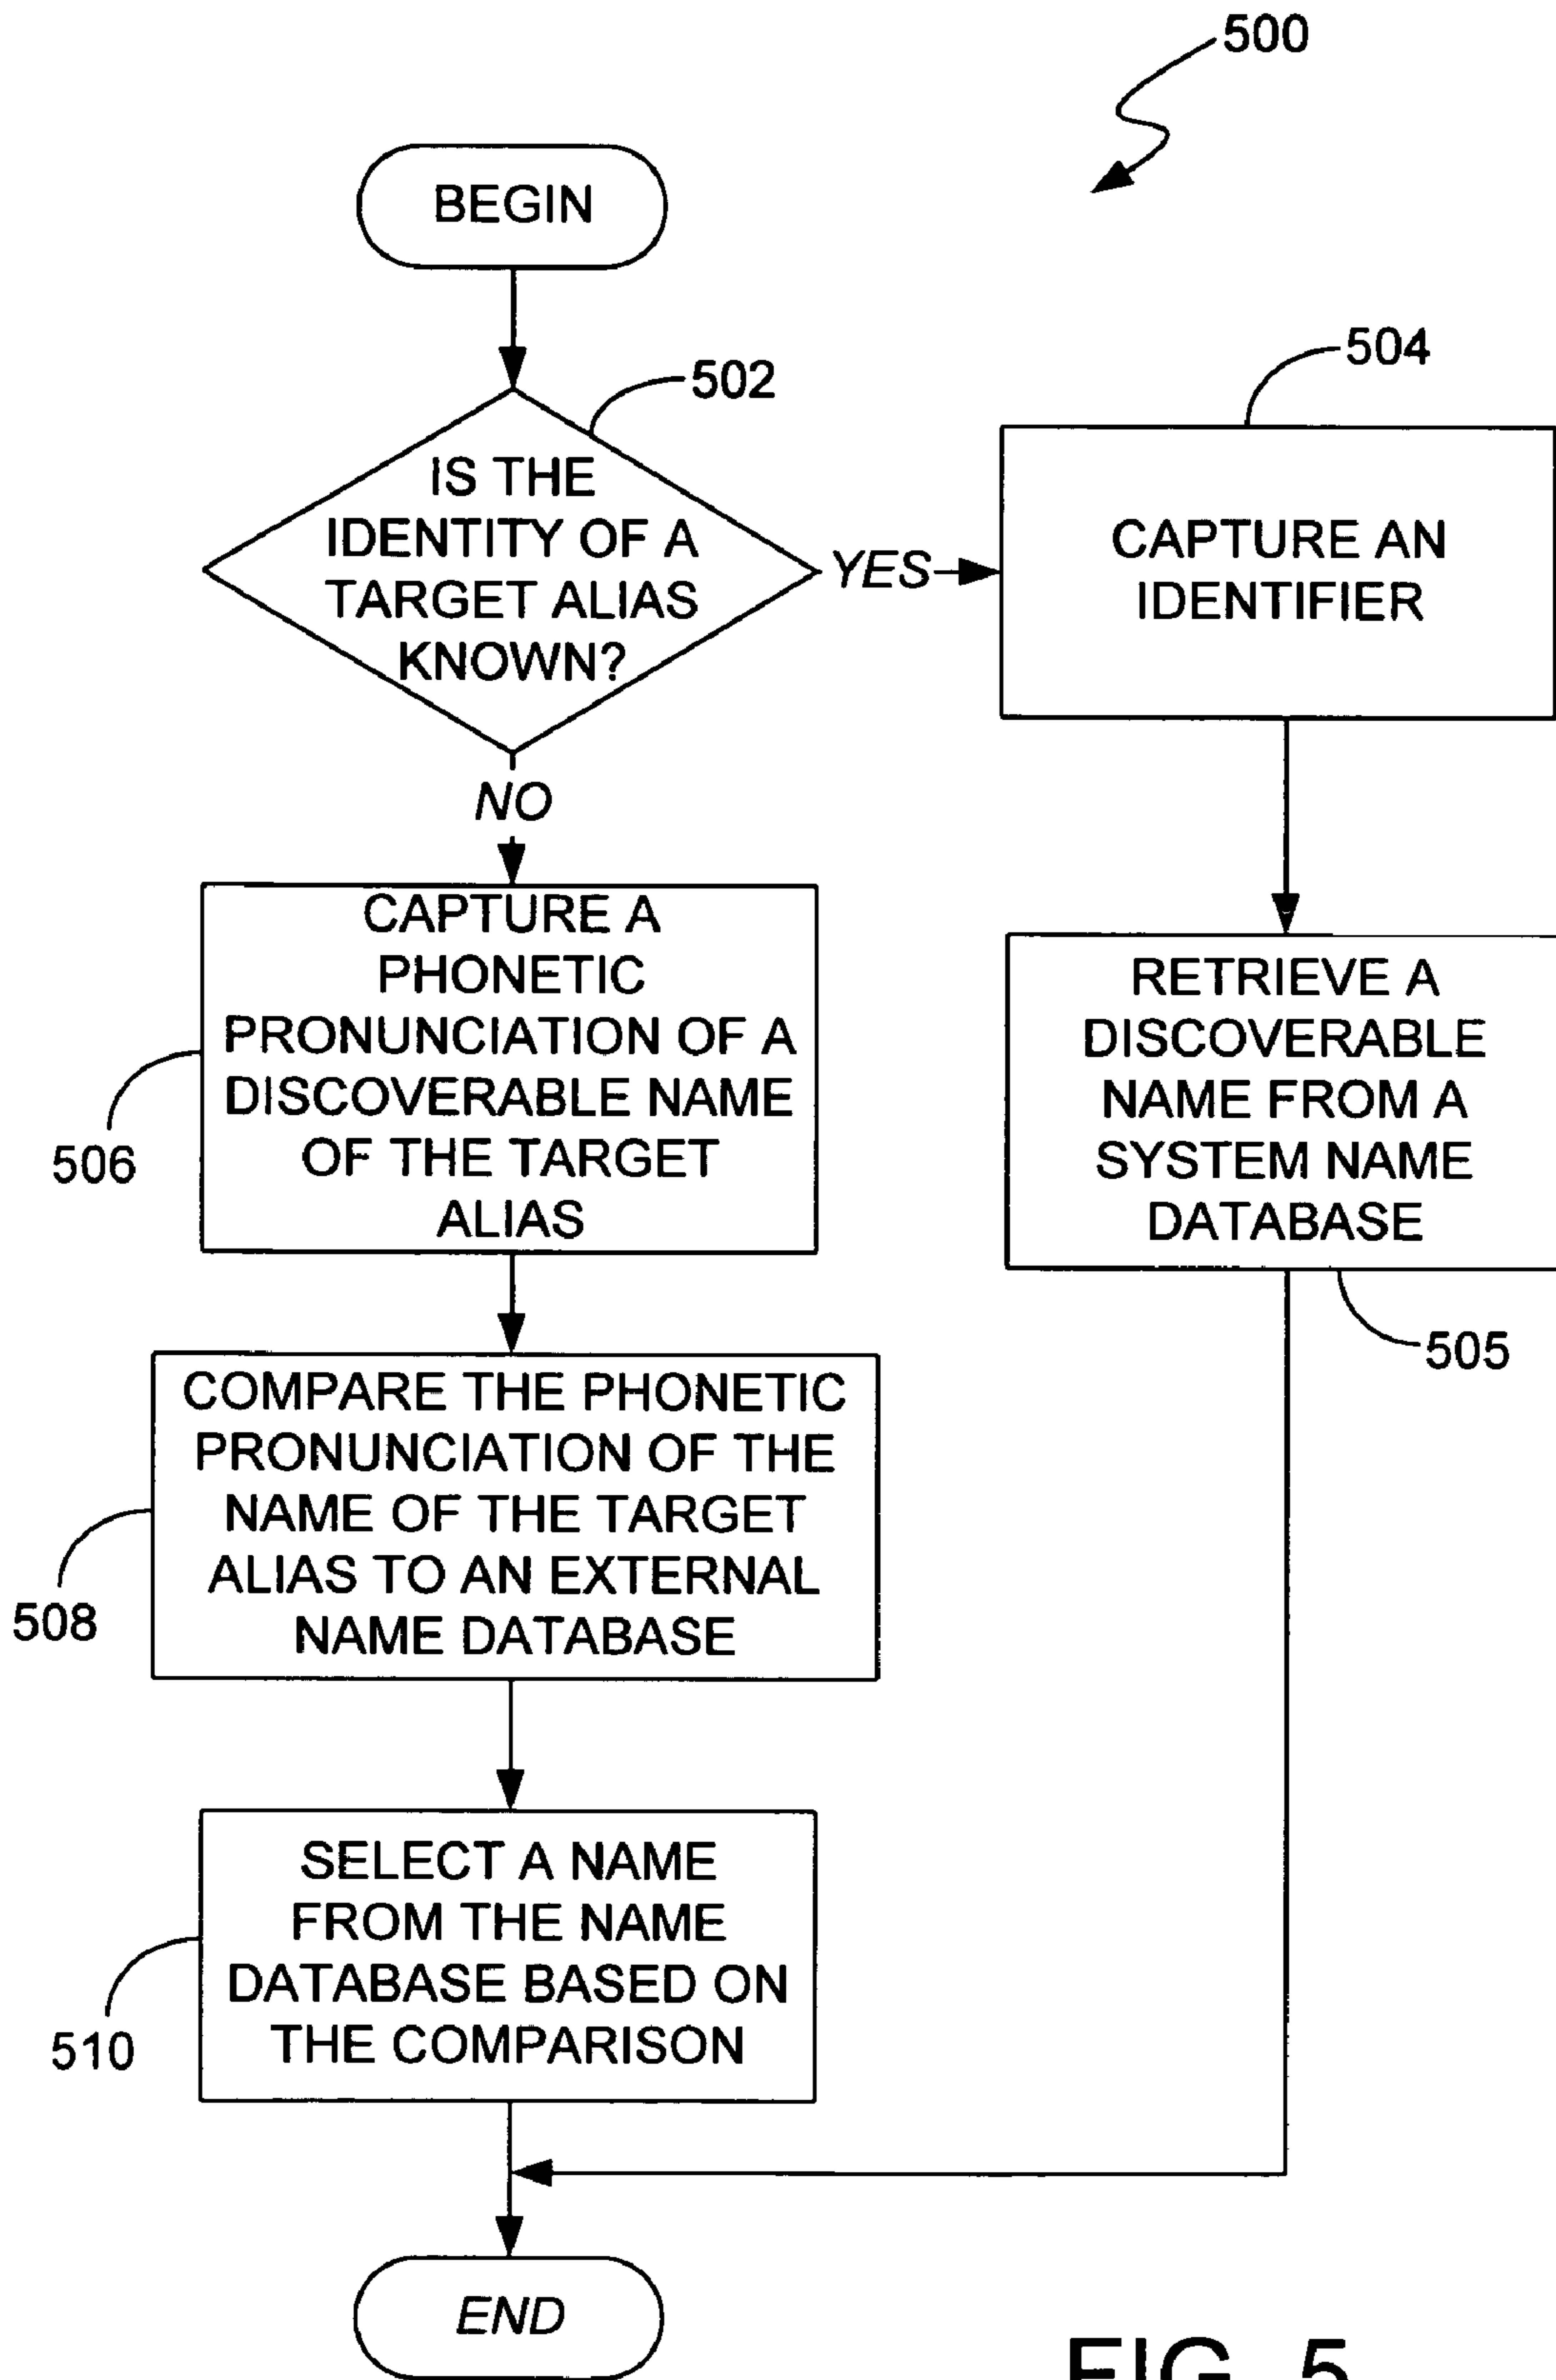 500
BEGIN
502
IS THE
IDENTITY OF A
TARGET ALIAS
KNOWN?
YES
NO
504
CAPTURE AN
IDENTIFIER
RETRIEVE A
DISCOVERABLE
NAME FROM A
SYSTEM NAME
DATABASE
505
CAPTURE A
PHONETIC
PRONUNCIATION OF A
DISCOVERABLE NAME
OF THE TARGET
ALIAS
506
COMPARE THE PHONETIC
PRONUNCIATION OF THE
NAME OF THE TARGET
ALIAS TO AN EXTERNAL
NAME DATABASE
508
SELECT A NAME
FROM THE NAME
DATABASE BASED ON
THE COMPARISON
510
END
FIG. 5